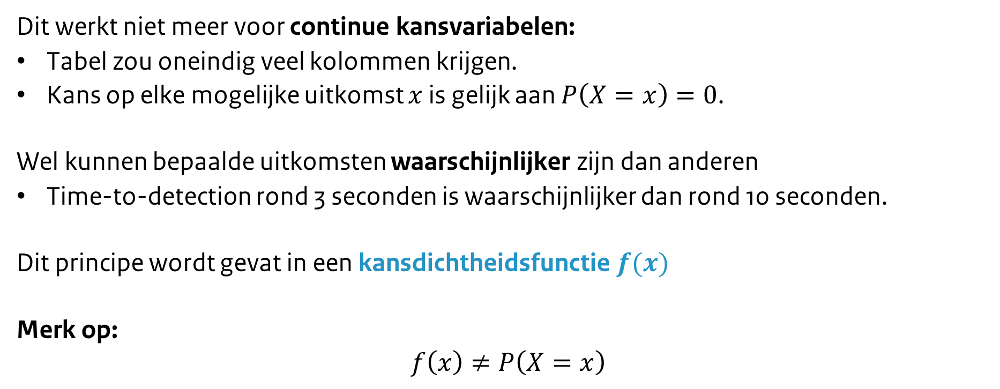 Dit werkt niet meer voor continue kansvariabelen:
• Tabel zou oneindig veel kolommen krijgen.
• Kans op elke mogelijke uitkomst x is gelijk aan P(X = x) = 0.
Wel kunnen bepaalde uitkomsten waarschijnlijker zijn dan anderen
• Time-to-detection rond 3 seconden is waarschijnlijker dan rond 10 seconden.
Dit principe wordt gevat in een kansdichtheidsfunctie f(x)
Merk op:
f(x) ≠ P(X = x)